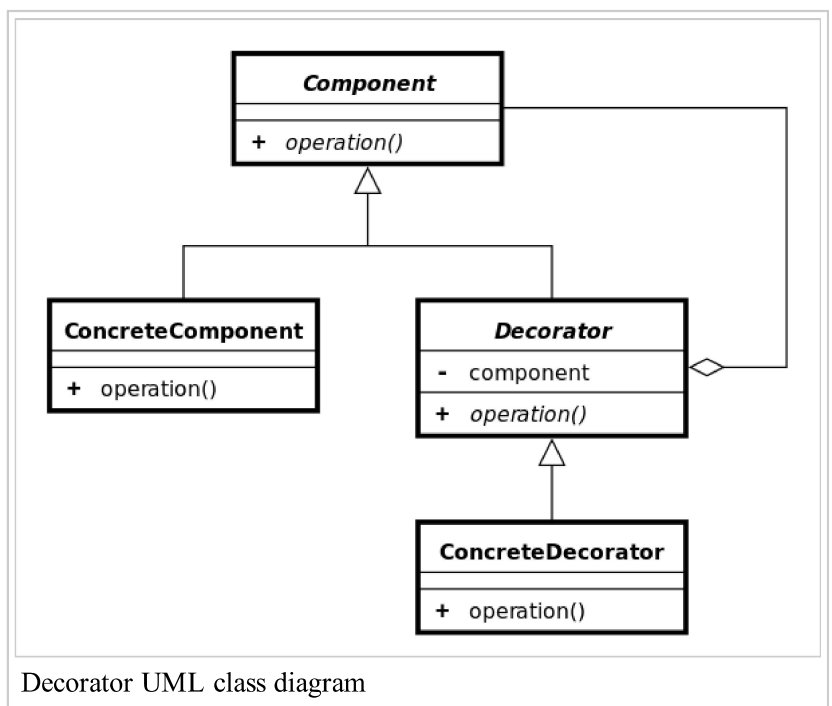 Component
+ operation()
ConcreteComponent
+ operation()
Decorator
- component
+ operation()
ConcreteDecorator
+ operation()
Decorator UML class diagram